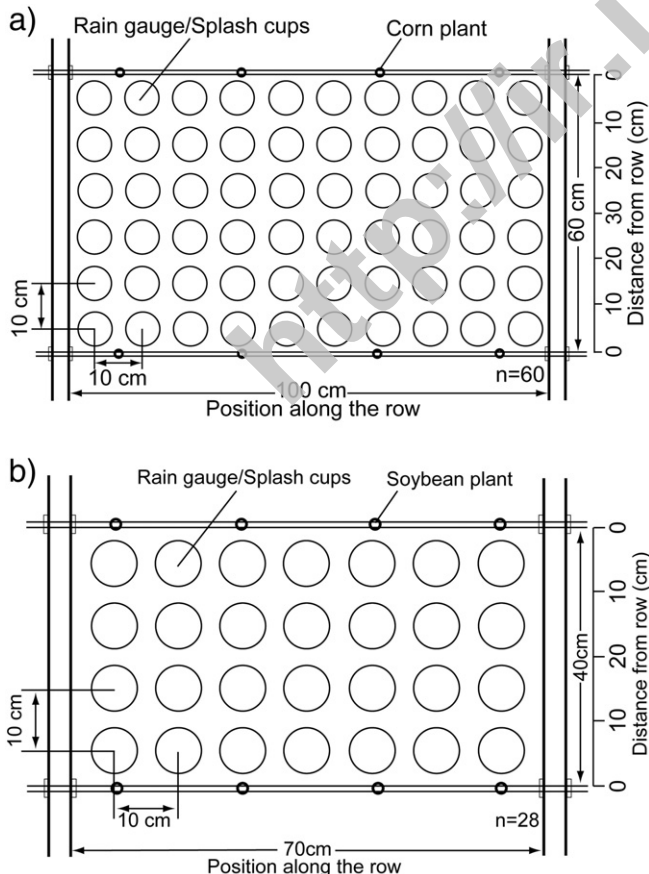 a)
Rain gauge/Splash cups
Corn plant
0
10
20
30
20
10
0
Distance from row (cm)
60 cm
10 cm
10 cm
n=60
100 cm
Position along the row
http://ir.
b)
Rain gauge/Splash cups
Soybean plant
0
10
20
10
0
Distance from row (cm)
40cm
10 cm
10 cm
n=28
70cm
Position along the row